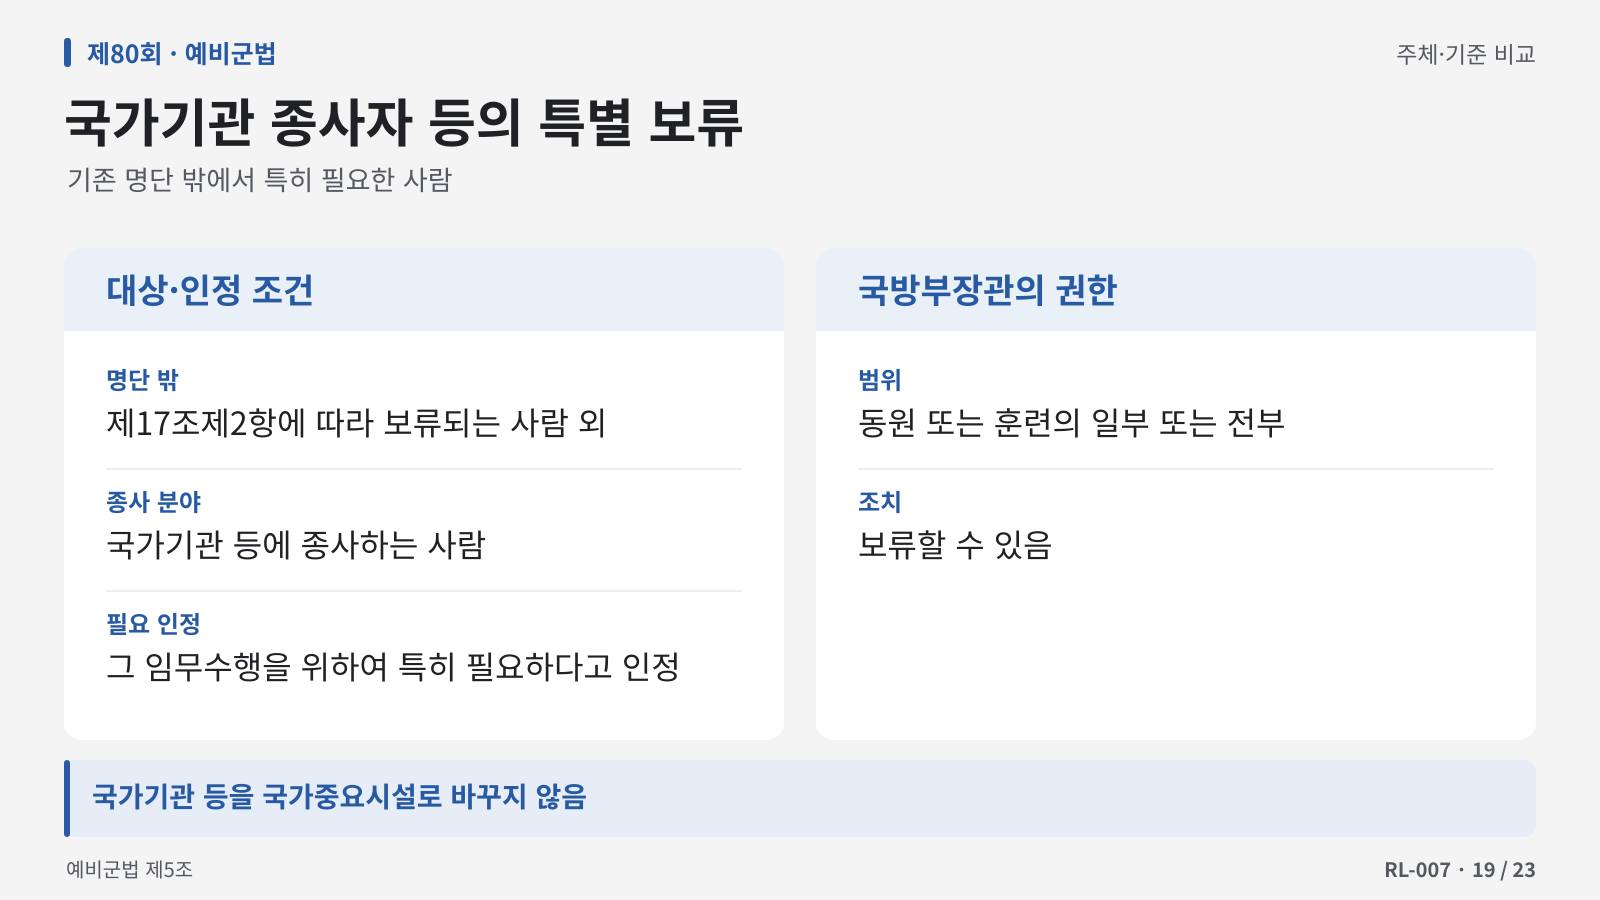 제80회 · 예비군법
주체·기준 비교
국가기관 종사자 등의 특별 보류
기존 명단 밖에서 특히 필요한 사람
대상·인정 조건
명단 밖
제17조제2항에 따라 보류되는 사람 외
종사 분야
국가기관 등에 종사하는 사람
필요 인정
그 임무수행을 위하여 특히 필요하다고 인정
국방부장관의 권한
범위
동원 또는 훈련의 일부 또는 전부
조치
보류할 수 있음
국가기관 등을 국가중요시설로 바꾸지 않음
예비군법 제5조
RL-007 · 19 / 23